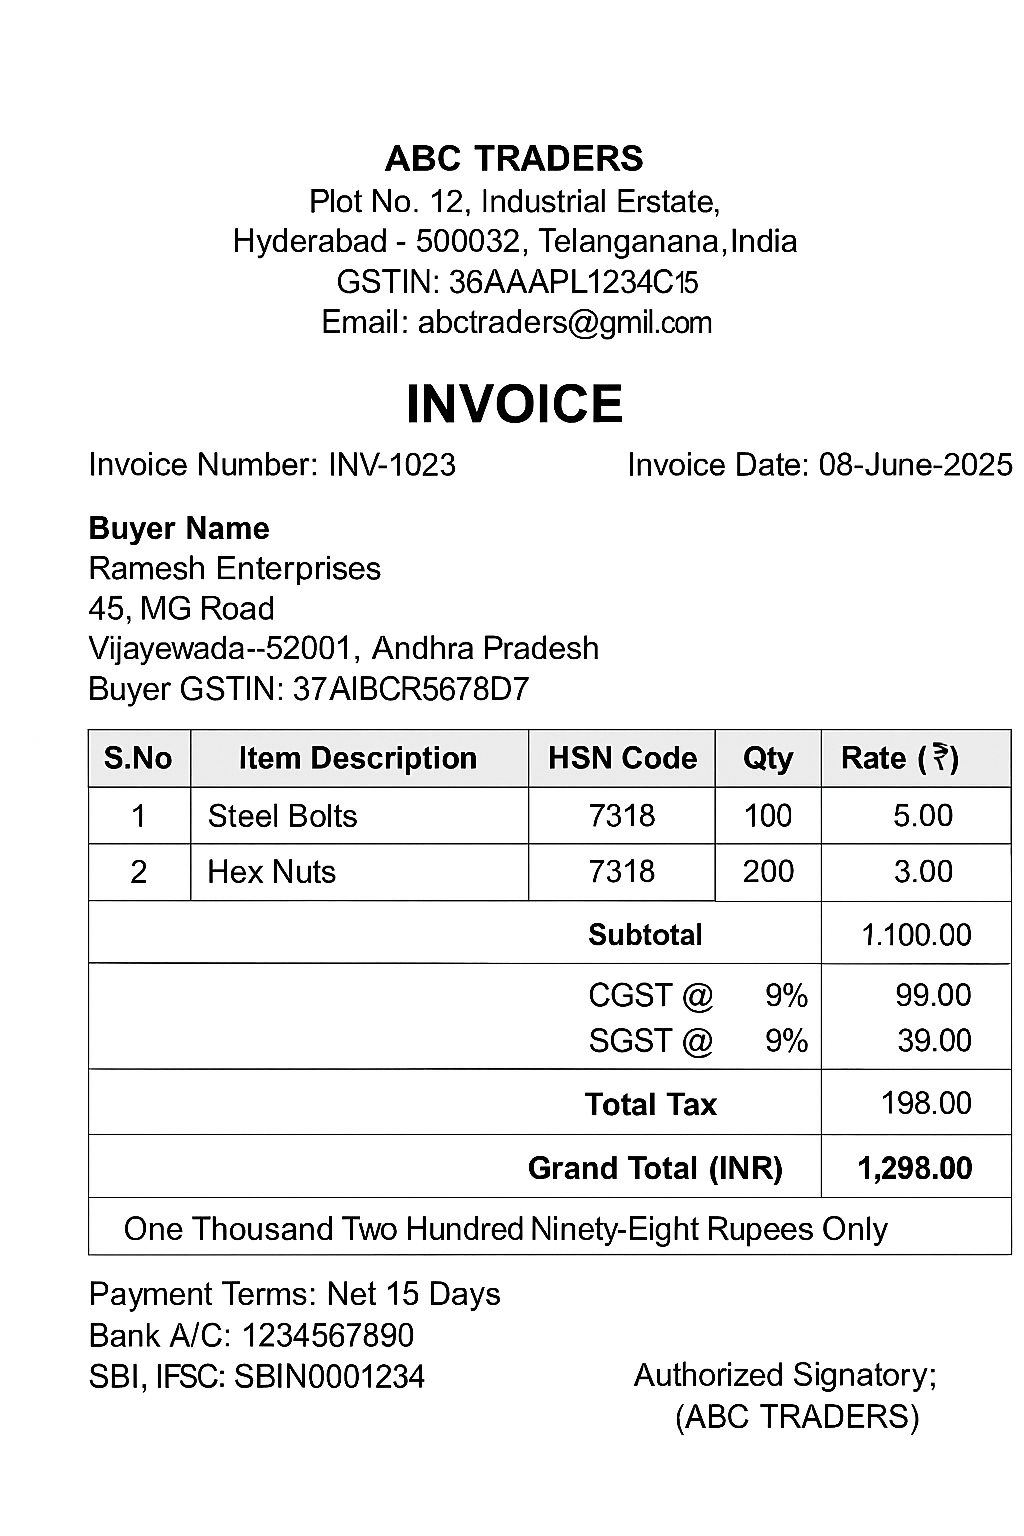 ABC TRADERS
Plot No. 12, Industrial Erstate,
Hyderabad - 500032, Telanganana,India
GSTIN: 36AAAPL1234C15
Email: abctraders@gmil.com
INVOICE
Invoice Number: INV-1023 Invoice Date: 08-June-2025
Buyer Name
Ramesh Enterprises
45, MG Road
Vijayewada--52001, Andhra Pradesh
Buyer GSTIN: 37AIBCR5678D7
S.No Item Description HSN Code Qty Rate (₹)
1 Steel Bolts 7318 100 5.00
2 Hex Nuts 7318 200 3.00
Subtotal 1.100.00
CGST @ 9% 99.00
SGST @ 9% 39.00
Total Tax 198.00
Grand Total (INR) 1,298.00
One Thousand Two Hundred Ninety-Eight Rupees Only
Payment Terms: Net 15 Days
Bank A/C: 1234567890
SBI, IFSC: SBIN0001234
Authorized Signatory;
(ABC TRADERS)